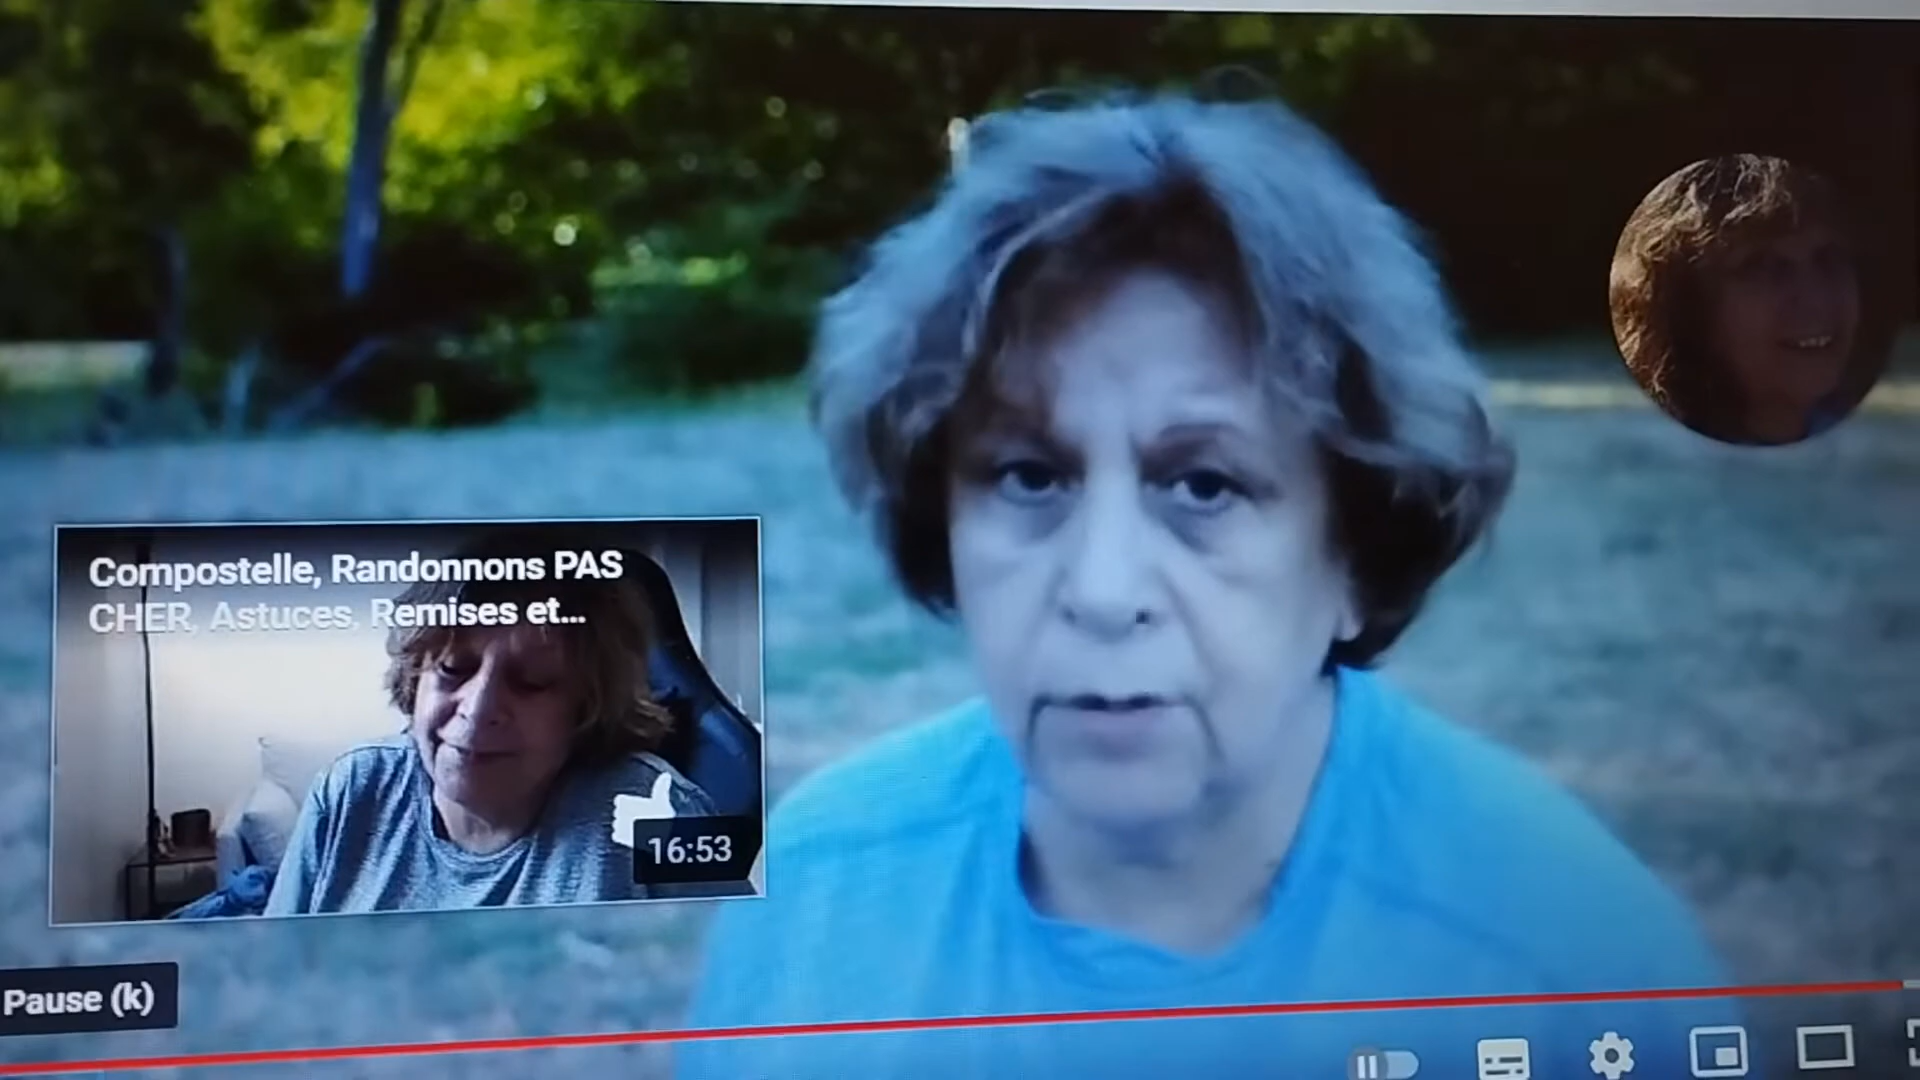 Compostelle, Randonnons PAS
CHER, Astuces, Remises et...
16:53
Pause (k)